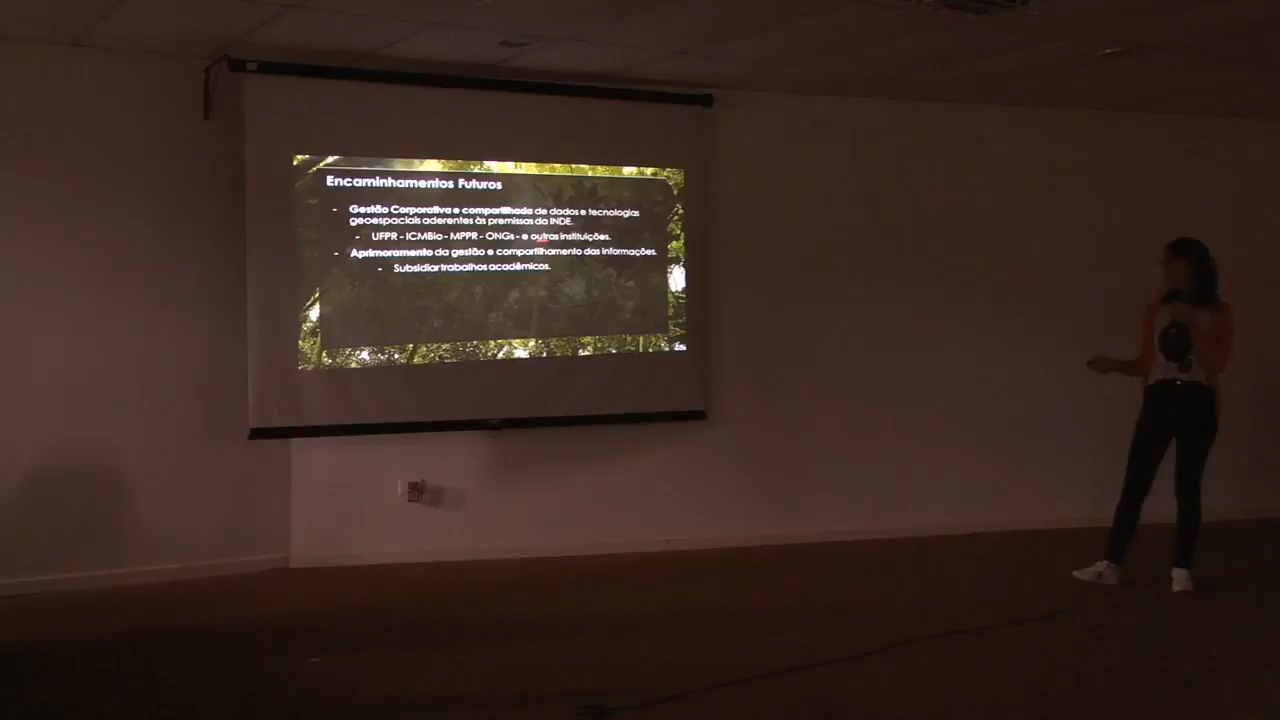 Encaminhamentos Futuros
- Gestão Corporativa e compartilhada de dados e tecnologias
geoespaciais aderentes às premissas da INDE.
- UFPR - ICMBio - MPPR - ONGs - e outras instituições.
- Aprimoramento da gestão e compartilhamento das informações.
- Subsidiar trabalhos acadêmicos.